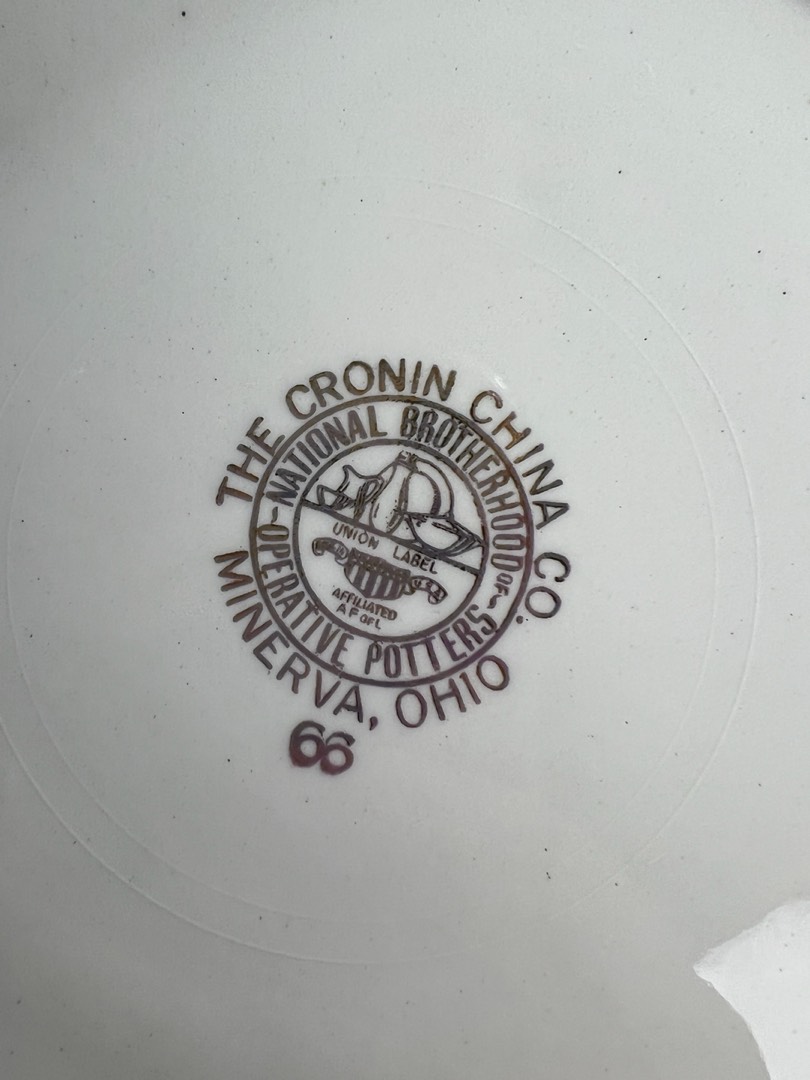 THE CRONIN CHINA CO.
MINERVA, OHIO
NATIONAL BROTHERHOOD OF
OPERATIVE POTTERS
UNION LABEL
AFFILIATED
A F OF L
66